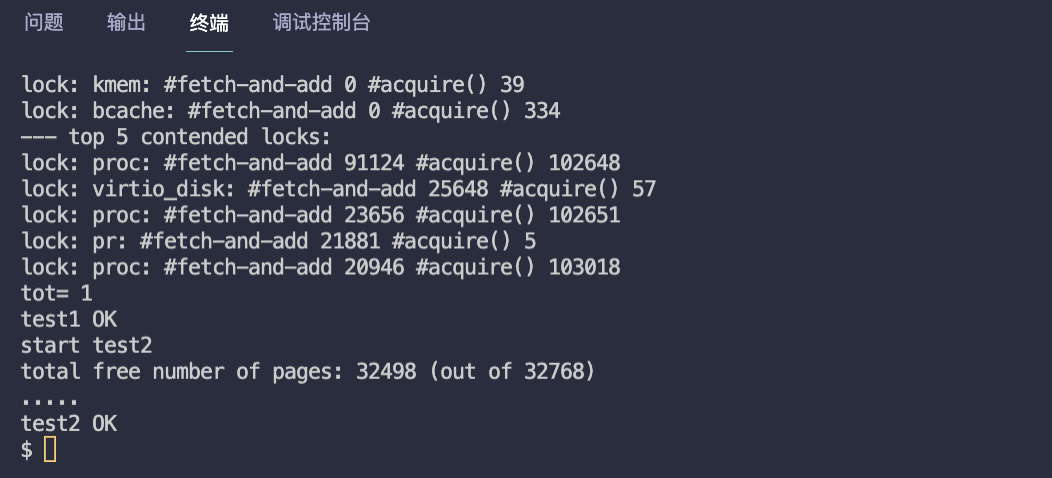 问题 输出 终端 调试控制台
lock: kmem: #fetch-and-add 0 #acquire() 39
lock: bcache: #fetch-and-add 0 #acquire() 334
--- top 5 contended locks:
lock: proc: #fetch-and-add 91124 #acquire() 102648
lock: virtio_disk: #fetch-and-add 25648 #acquire() 57
lock: proc: #fetch-and-add 23656 #acquire() 102651
lock: pr: #fetch-and-add 21881 #acquire() 5
lock: proc: #fetch-and-add 20946 #acquire() 103018
tot= 1
test1 OK
start test2
total free number of pages: 32498 (out of 32768)
.....
test2 OK
$